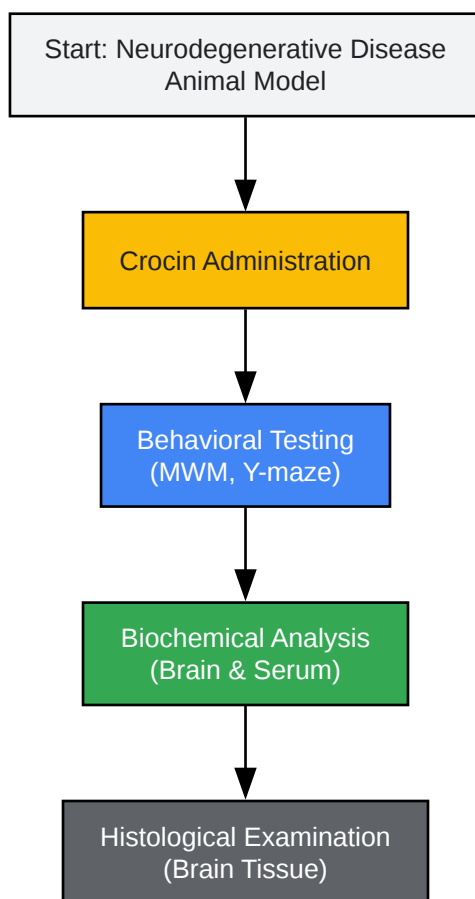 Start: Neurodegenerative Disease
Animal Model
Crocin Administration
Behavioral Testing
(MWM, Y-maze)
Biochemical Analysis
(Brain & Serum)
Histological Examination
(Brain Tissue)